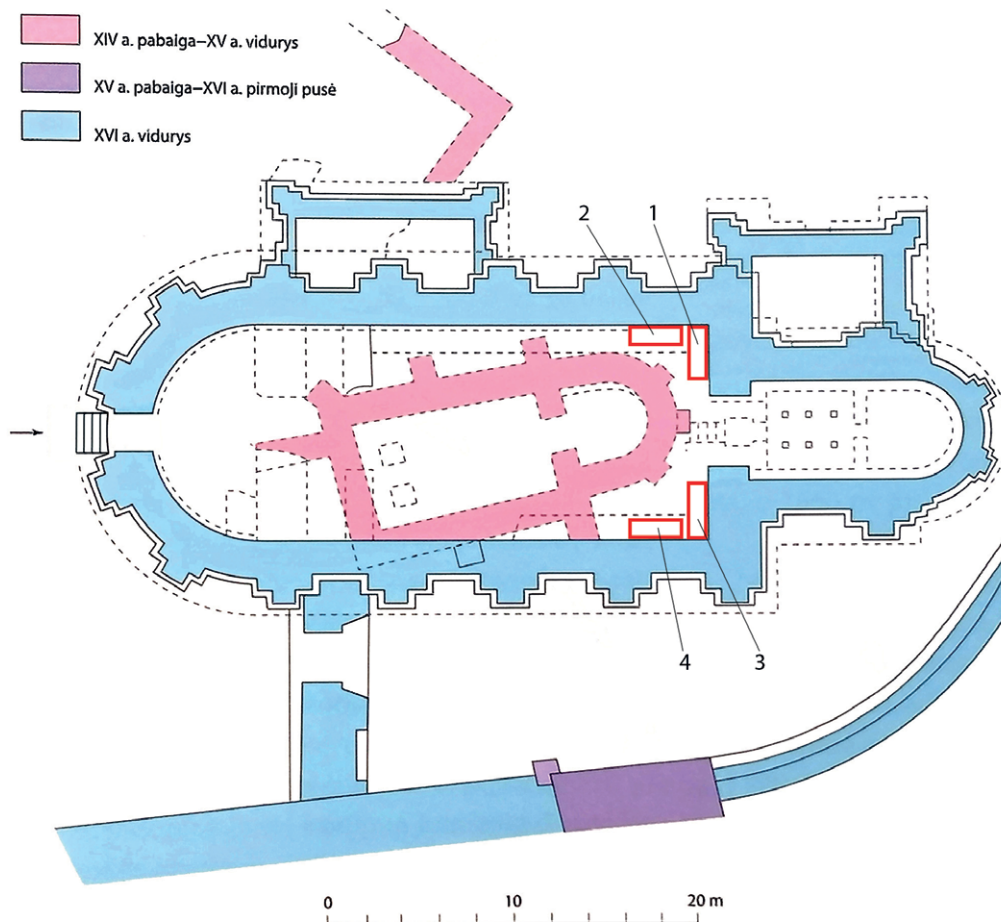 XIV a. pabaiga–XV a. vidurys
XV a. pabaiga–XVI a. pirmoji pusė
XVI a. vidurys
2
1
4
3
0
10
20 m